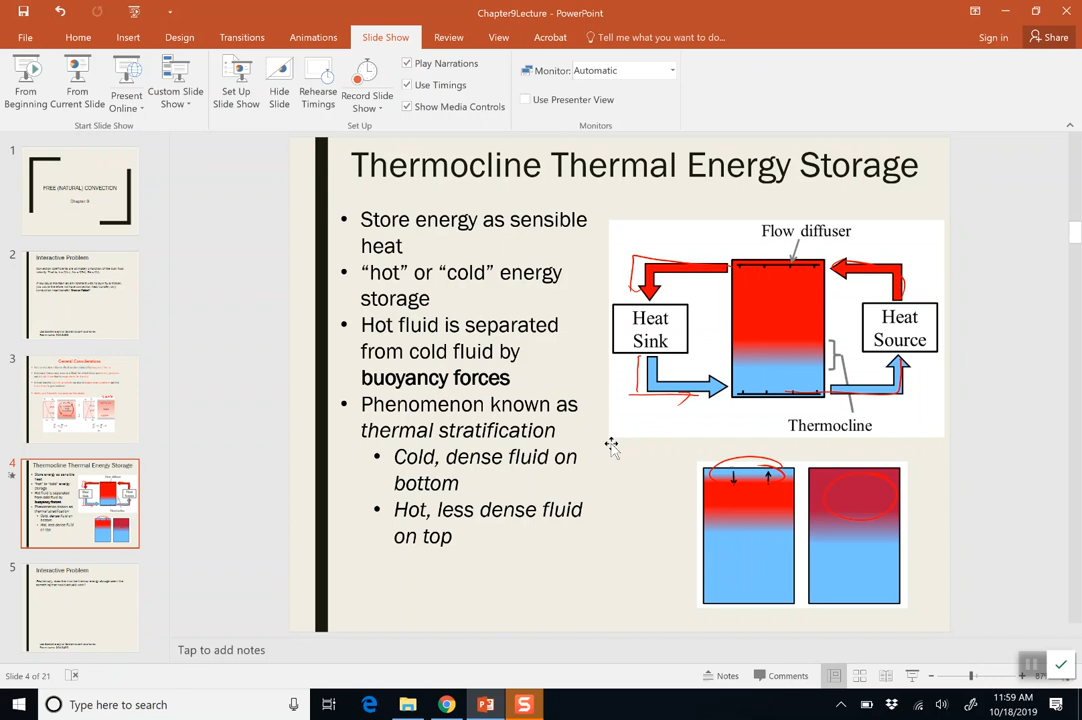 Chapter9Lecture - PowerPoint
File
Home
Insert
Design
Transitions
Animations
Slide Show
Review
View
Acrobat
Tell me what you want to do...
Sign in
Share
From Beginning
From Current Slide
Present Online
Custom Slide Show
Set Up Slide Show
Hide Slide
Rehearse Timings
Record Slide Show
Play Narrations
Use Timings
Show Media Controls
Monitor: Automatic
Use Presenter View
Start Slide Show
Set Up
Monitors
1
FREE (NATURAL) CONVECTION
Chapter 9
2
Interactive Problem
3
General Considerations
4
Thermocline Thermal Energy Storage
5
Interactive Problem
Thermocline Thermal Energy Storage
• Store energy as sensible
heat
• “hot” or “cold” energy
storage
• Hot fluid is separated
from cold fluid by
buoyancy forces
• Phenomenon known as
thermal stratification
• Cold, dense fluid on
bottom
• Hot, less dense fluid
on top
Flow diffuser
Heat
Sink
Heat
Source
Thermocline
Tap to add notes
Slide 4 of 21
Notes
Comments
Type here to search
11:59 AM
10/18/2019